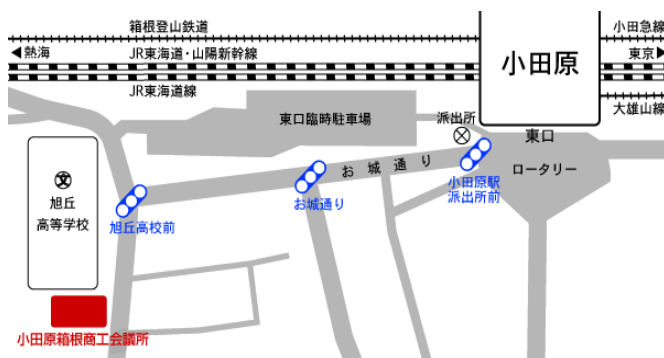 箱根登山鉄道
小田急線
◀熱海
JR東海道・山陽新幹線
小田原
東京▶
JR東海道線
大雄山線
東口臨時駐車場
派出所
東口
文
お城通り
ロータリー
旭丘
高等学校
小田原駅
派出所前
お城通り
旭丘高校前
小田原箱根商工会議所